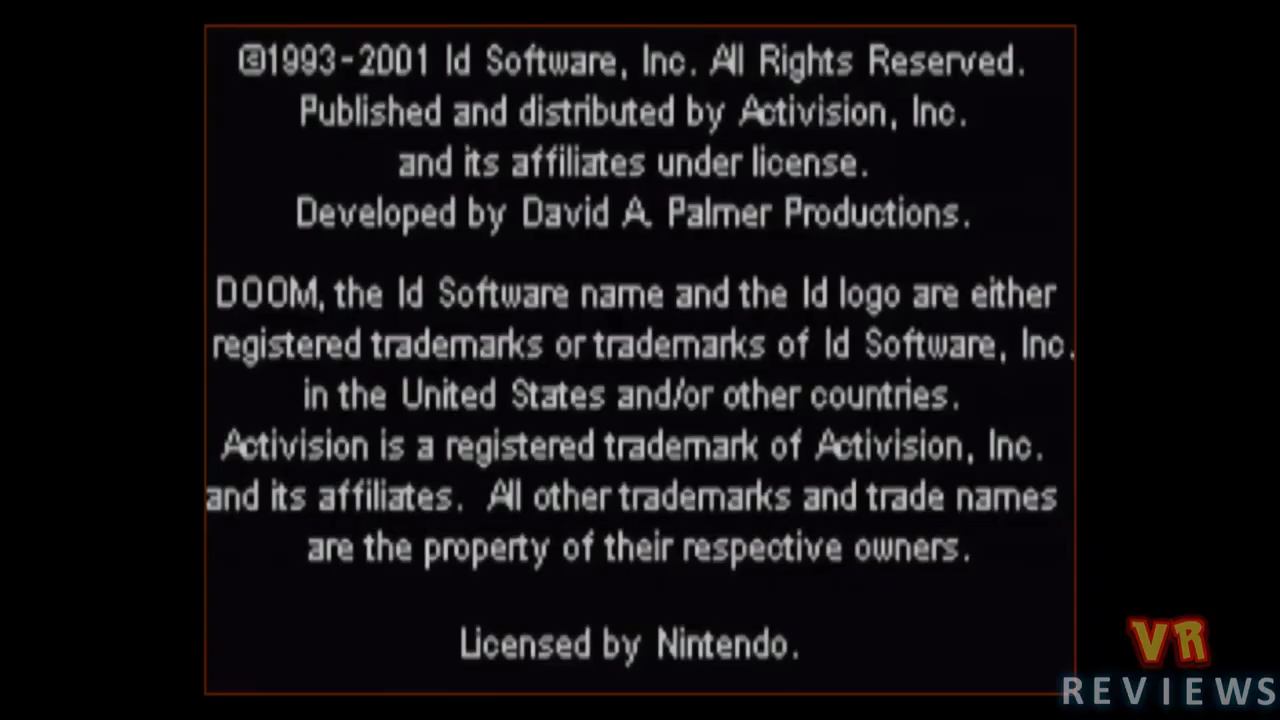 ©1993-2001 Id Software, Inc. All Rights Reserved.
Published and distributed by Activision, Inc.
and its affiliates under license.
Developed by David A. Palmer Productions.
DOOM, the Id Software name and the Id logo are either
registered trademarks or trademarks of Id Software, Inc.
in the United States and/or other countries.
Activision is a registered trademark of Activision, Inc.
and its affiliates. All other trademarks and trade names
are the property of their respective owners.
Licensed by Nintendo.
VR
REVIEWS